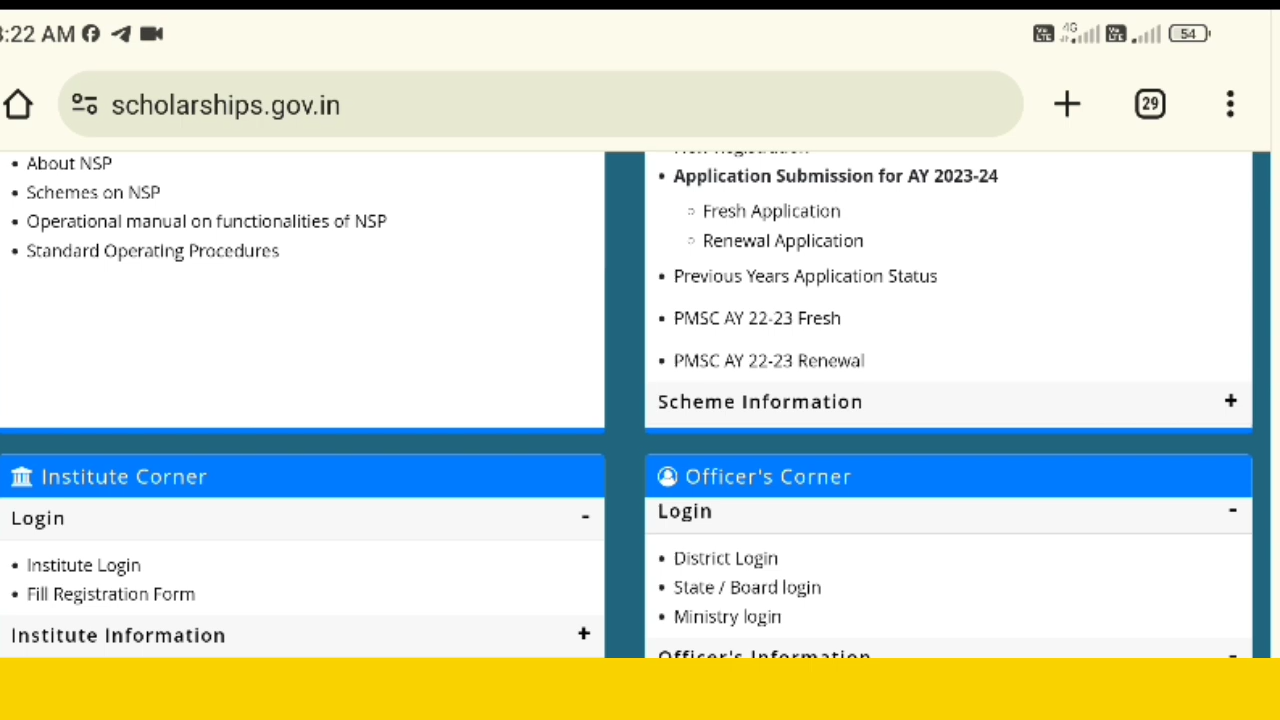 :22 AM
4G
54
scholarships.gov.in
29
• About NSP
• Schemes on NSP
• Operational manual on functionalities of NSP
• Standard Operating Procedures
• Application Submission for AY 2023-24
Fresh Application
Renewal Application
• Previous Years Application Status
• PMSC AY 22-23 Fresh
• PMSC AY 22-23 Renewal
Scheme Information +
Institute Corner
Login -
• Institute Login
• Fill Registration Form
Institute Information +
Officer's Corner
Login -
• District Login
• State / Board login
• Ministry login
Officer's Information -